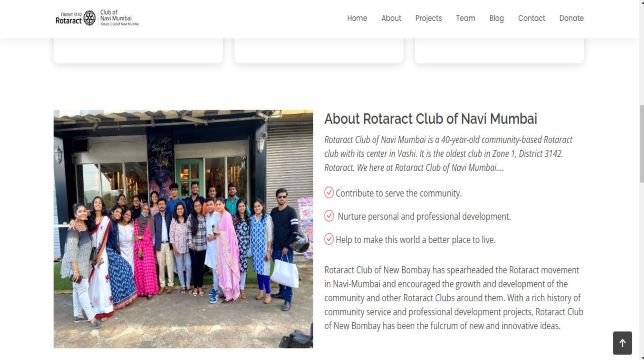 District 3142
Rotaract
Club of
Navi Mumbai
Home About Projects Team Blog Contact Donate
About Rotaract Club of Navi Mumbai
Rotaract Club of Navi Mumbai is a 40-year-old community-based Rotaract
club with its center in Vashi. It is the oldest club in Zone 1, District 3142.
Rotaract. We here at Rotaract Club of Navi Mumbai....
Contribute to serve the community.
Nurture personal and professional development.
Help to make this world a better place to live.
Rotaract Club of New Bombay has spearheaded the Rotaract movement
in Navi-Mumbai and encouraged the growth and development of the
community and other Rotaract Clubs around them. With a rich history of
community service and professional development projects, Rotaract Club
of New Bombay has been the fulcrum of new and innovative ideas.